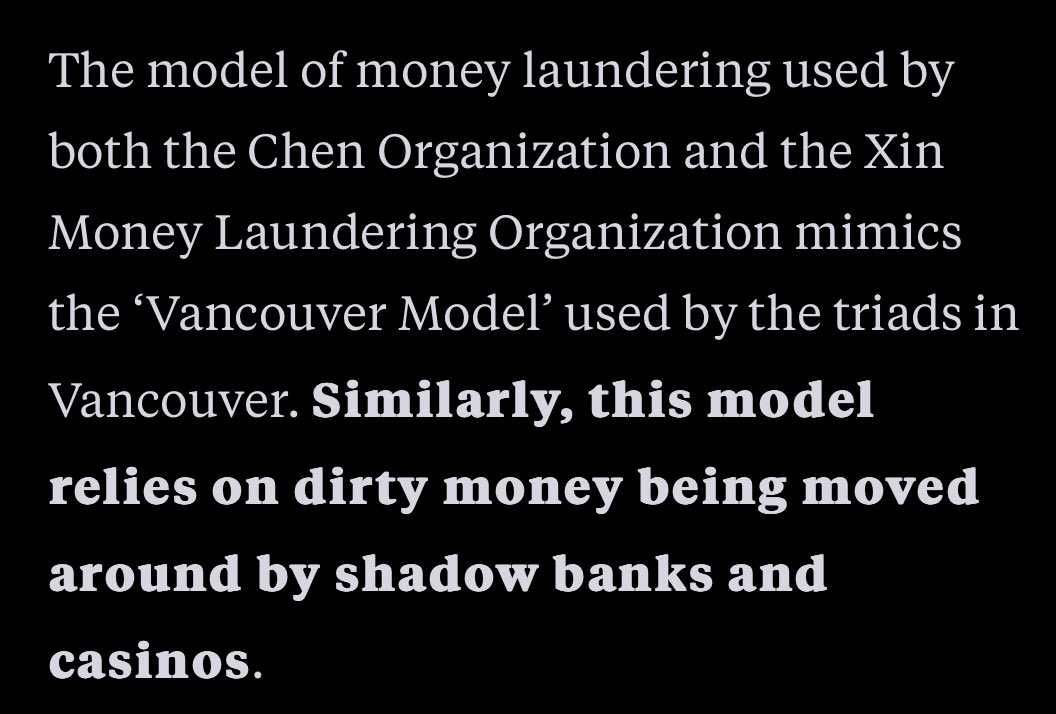 The model of money laundering used by
both the Chen Organization and the Xin
Money Laundering Organization mimics
the ‘Vancouver Model’ used by the triads in
Vancouver. Similarly, this model
relies on dirty money being moved
around by shadow banks and
casinos.